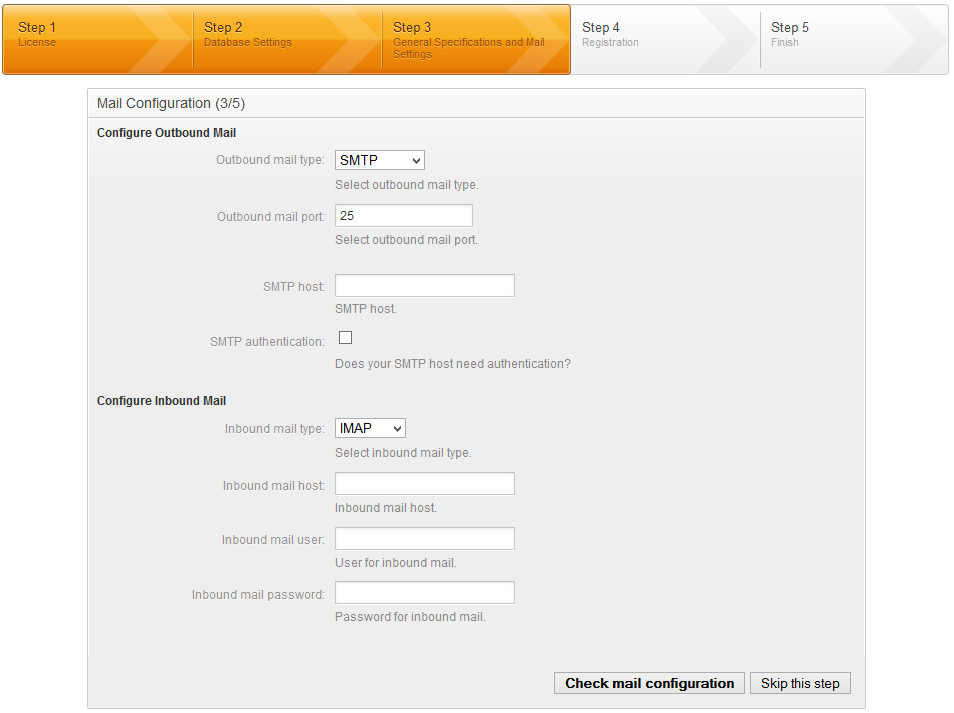 Step 1
License
Step 2
Database Settings
Step 3
General Specifications and Mail
Settings
Step 4
Registration
Step 5
Finish
Mail Configuration (3/5)
Configure Outbound Mail
Outbound mail type: SMTP
Select outbound mail type.
Outbound mail port: 25
Select outbound mail port.
SMTP host:
SMTP host.
SMTP authentication:
Does your SMTP host need authentication?
Configure Inbound Mail
Inbound mail type: IMAP
Select inbound mail type.
Inbound mail host:
Inbound mail host.
Inbound mail user:
User for inbound mail.
Inbound mail password:
Password for inbound mail.
Check mail configuration Skip this step